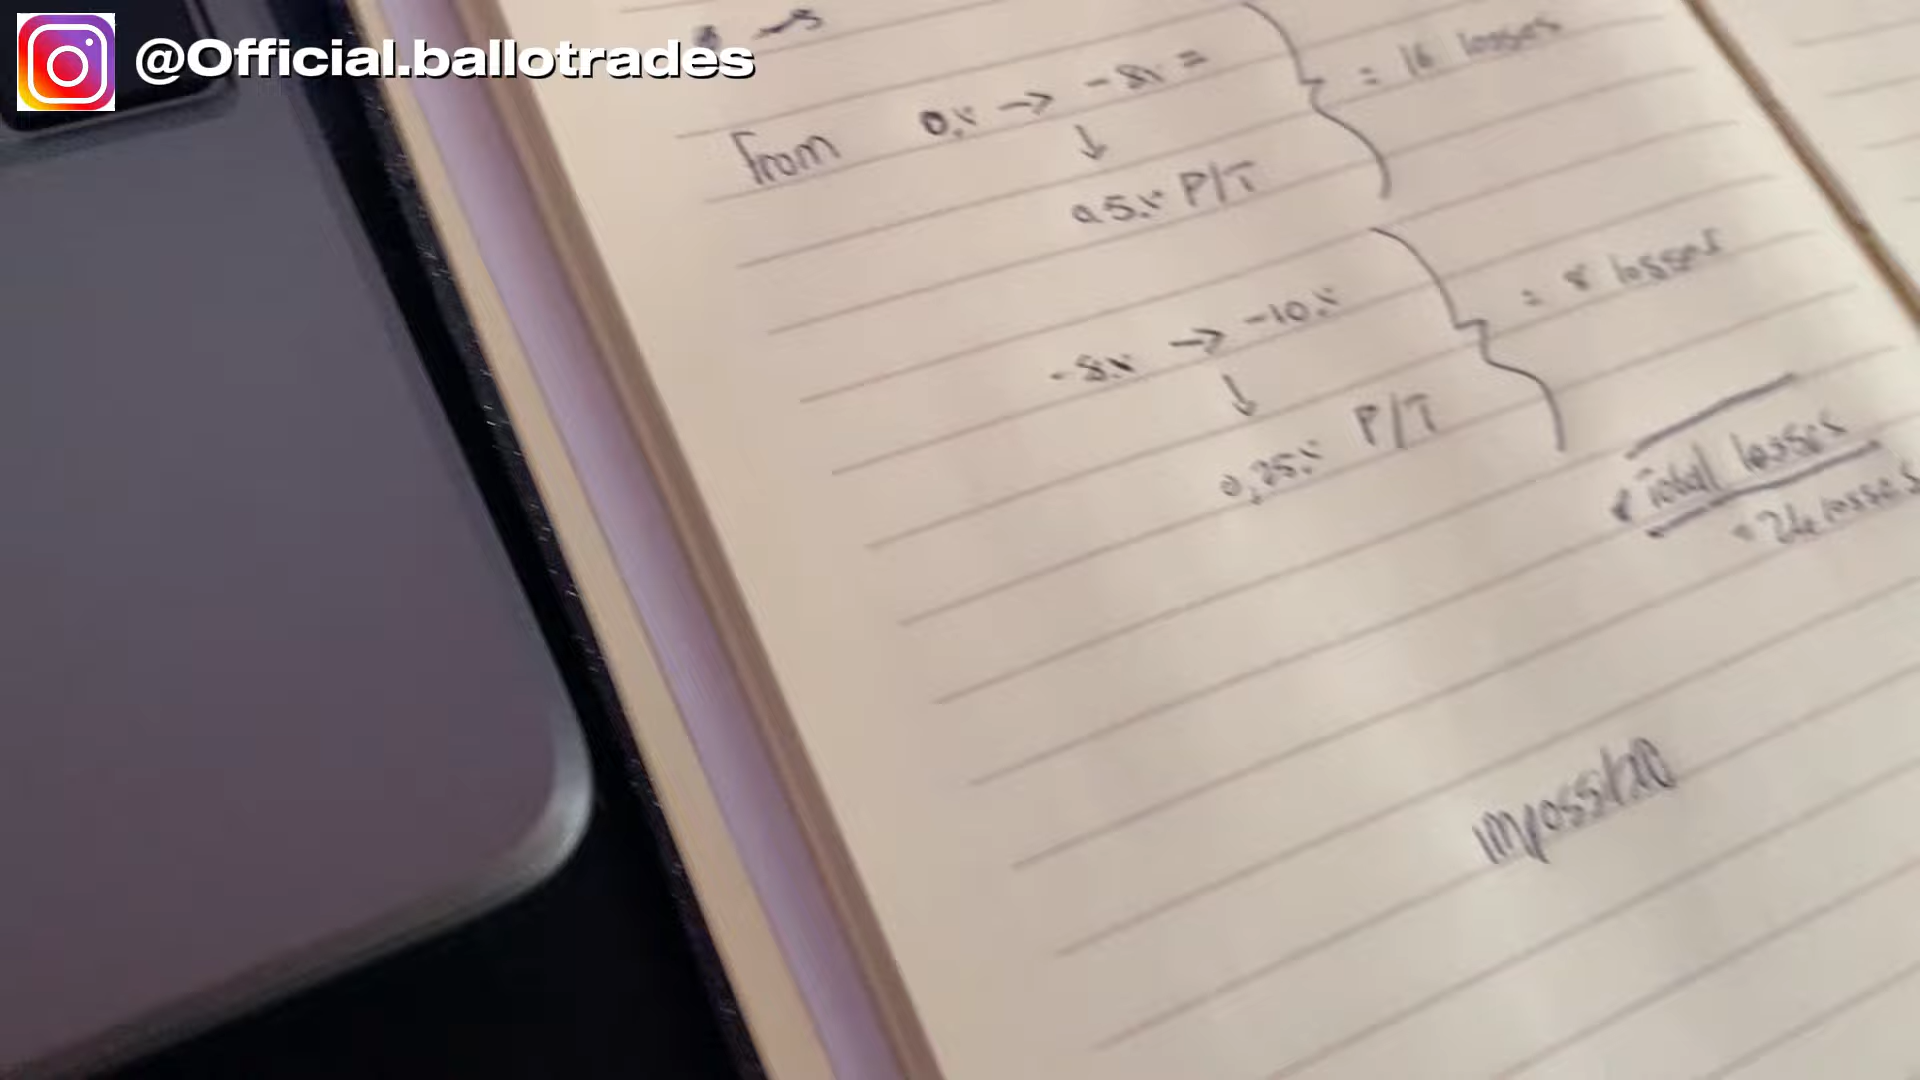 @Official.ballotrades
From 0.% → -8% = } = 16 losses
↓
0.5.% P/T
-8.% → -10.% } = 8 losses
↓
0,25.% P/T
Total losses
= 24 losses
impossible